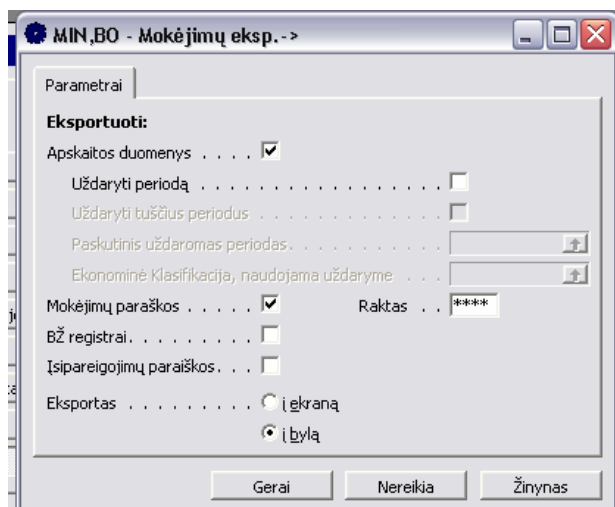 MIN,BO - Mokėjimų eksp.->
Parametrai
Eksportuoti:
Apskaitos duomenys . . . .
Uždaryti periodą . . . . . . . . . . . . . . . . . .
Uždaryti tuščius periodus . . . . . . . . . . . . . .
Paskutinis uždaromas periodas. . . . . . . . . . .
Ekonominė Klasifikacija, naudojama uždaryme . . .
Mokėjimų paraškos . . . . . Raktas . . ****
BŽ registrai. . . . . . . . . .
Įsipareigojimų paraiškos. . .
Eksportas . . . . . . . . . . į ekraną
į bylą
Gerai Nereikia Žinynas